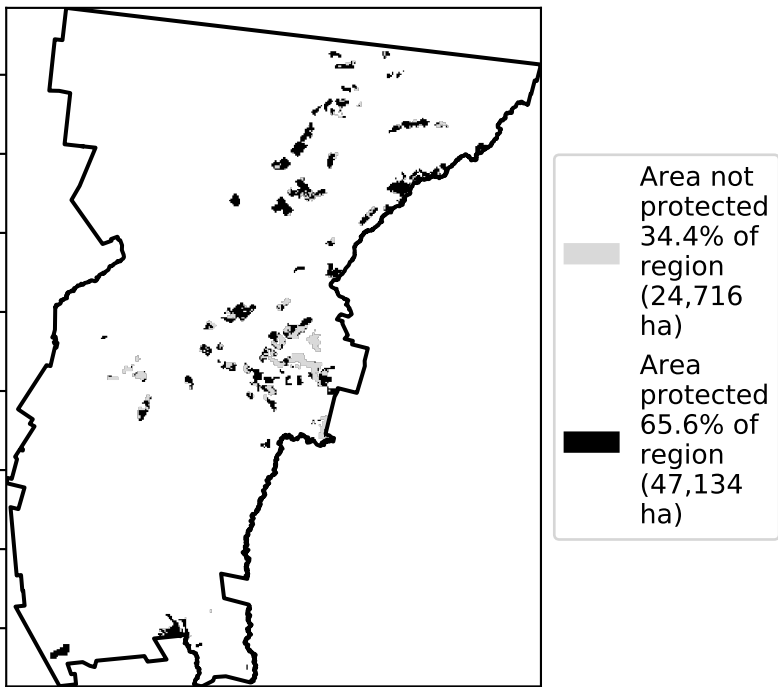 Area not
protected
34.4% of
region
(24,716
ha)
Area
protected
65.6% of
region
(47,134
ha)